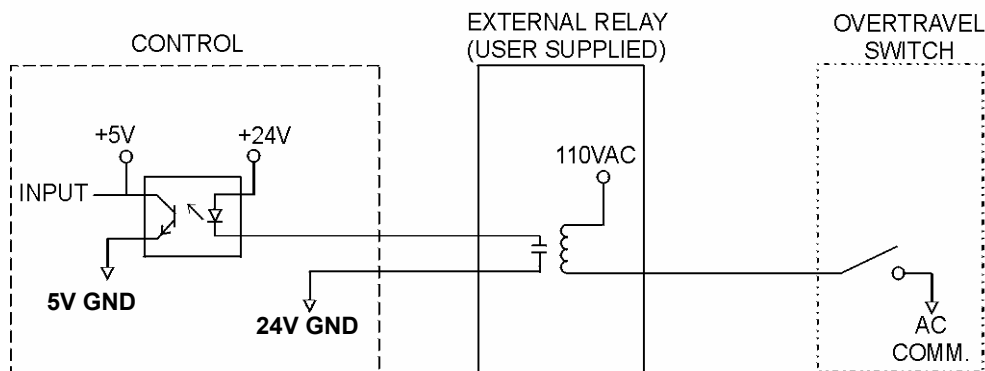 CONTROL
EXTERNAL RELAY
(USER SUPPLIED)
OVERTRAVEL
SWITCH
+5V
+24V
110VAC
INPUT
5V GND
24V GND
AC
COMM.